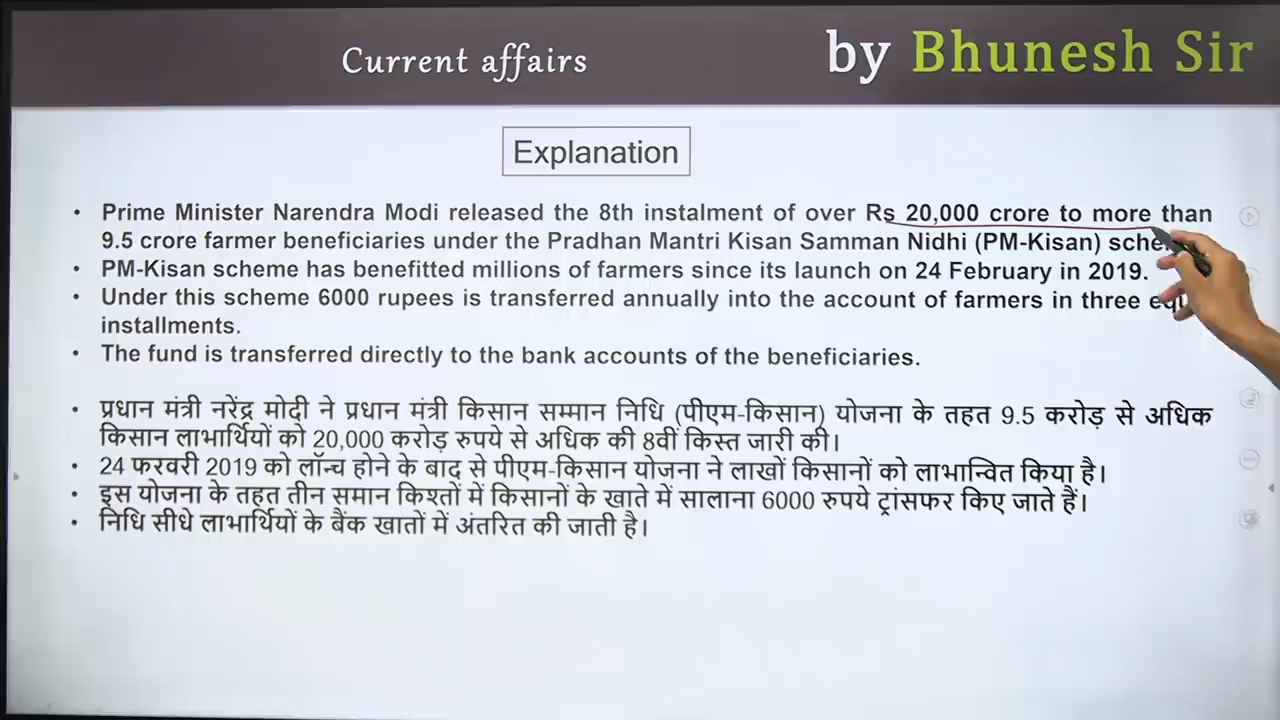 Current affairs
by Bhunesh Sir
Explanation
• Prime Minister Narendra Modi released the 8th instalment of over Rs 20,000 crore to more than
9.5 crore farmer beneficiaries under the Pradhan Mantri Kisan Samman Nidhi (PM-Kisan)
• PM-Kisan scheme has benefitted millions of farmers since its launch on 24 February in 2019.
• Under this scheme 6000 rupees is transferred annually into the account of farmers in three
installments.
• The fund is transferred directly to the bank accounts of the beneficiaries.
• प्रधान मंत्री नरेंद्र मोदी ने प्रधान मंत्री किसान सम्मान निधि (पीएम-किसान) योजना के तहत 9.5 करोड़ से अधिक
किसान लाभार्थियों को 20,000 करोड़ रुपये से अधिक की 8वीं किस्त जारी की।
• 24 फरवरी 2019 को लॉन्च होने के बाद से पीएम-किसान योजना ने लाखों किसानों को लाभान्वित किया है।
• इस योजना के तहत तीन समान किश्तों में किसानों के खाते में सालाना 6000 रुपये ट्रांसफर किए जाते हैं।
• निधि सीधे लाभार्थियों के बैंक खातों में अंतरित की जाती है।